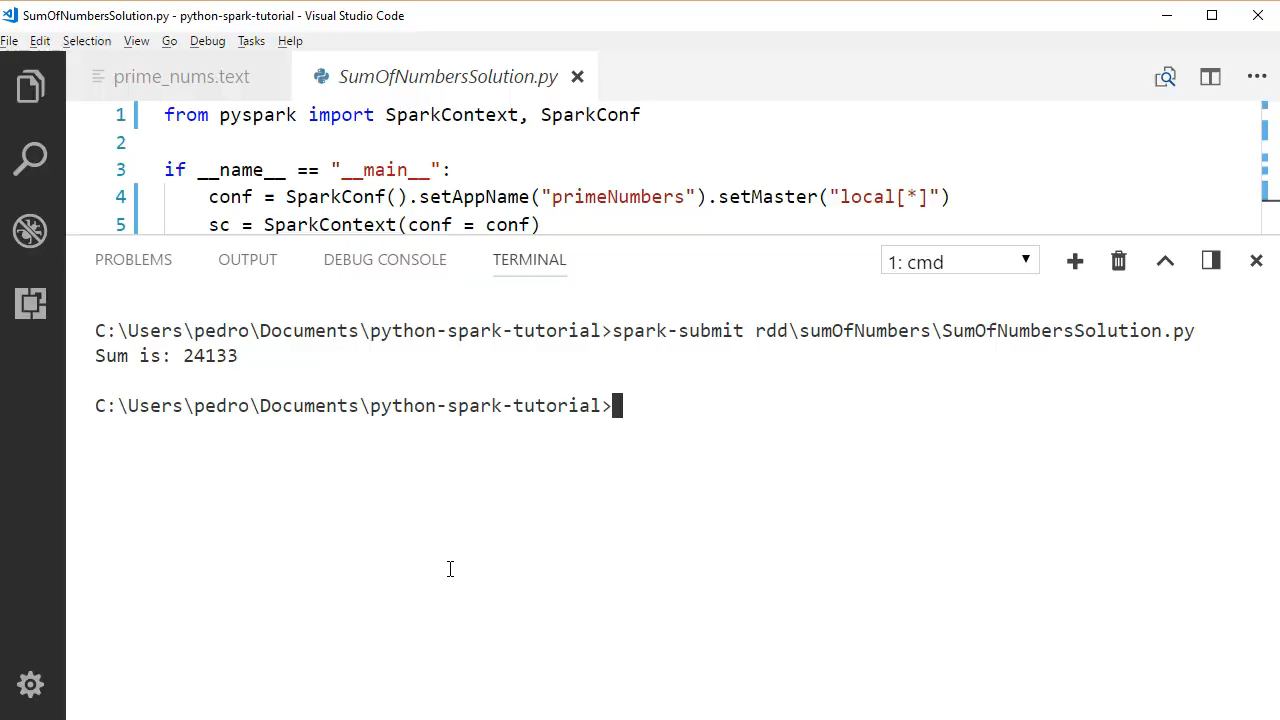 SumOfNumbersSolution.py - python-spark-tutorial - Visual Studio Code
File Edit Selection View Go Debug Tasks Help
prime_nums.text SumOfNumbersSolution.py
1 from pyspark import SparkContext, SparkConf
2
3 if __name__ == "__main__":
4 conf = SparkConf().setAppName("primeNumbers").setMaster("local[*]")
5 sc = SparkContext(conf = conf)
PROBLEMS OUTPUT DEBUG CONSOLE TERMINAL 1: cmd
C:\Users\pedro\Documents\python-spark-tutorial>spark-submit rdd\sumOfNumbers\SumOfNumbersSolution.py
Sum is: 24133
C:\Users\pedro\Documents\python-spark-tutorial>